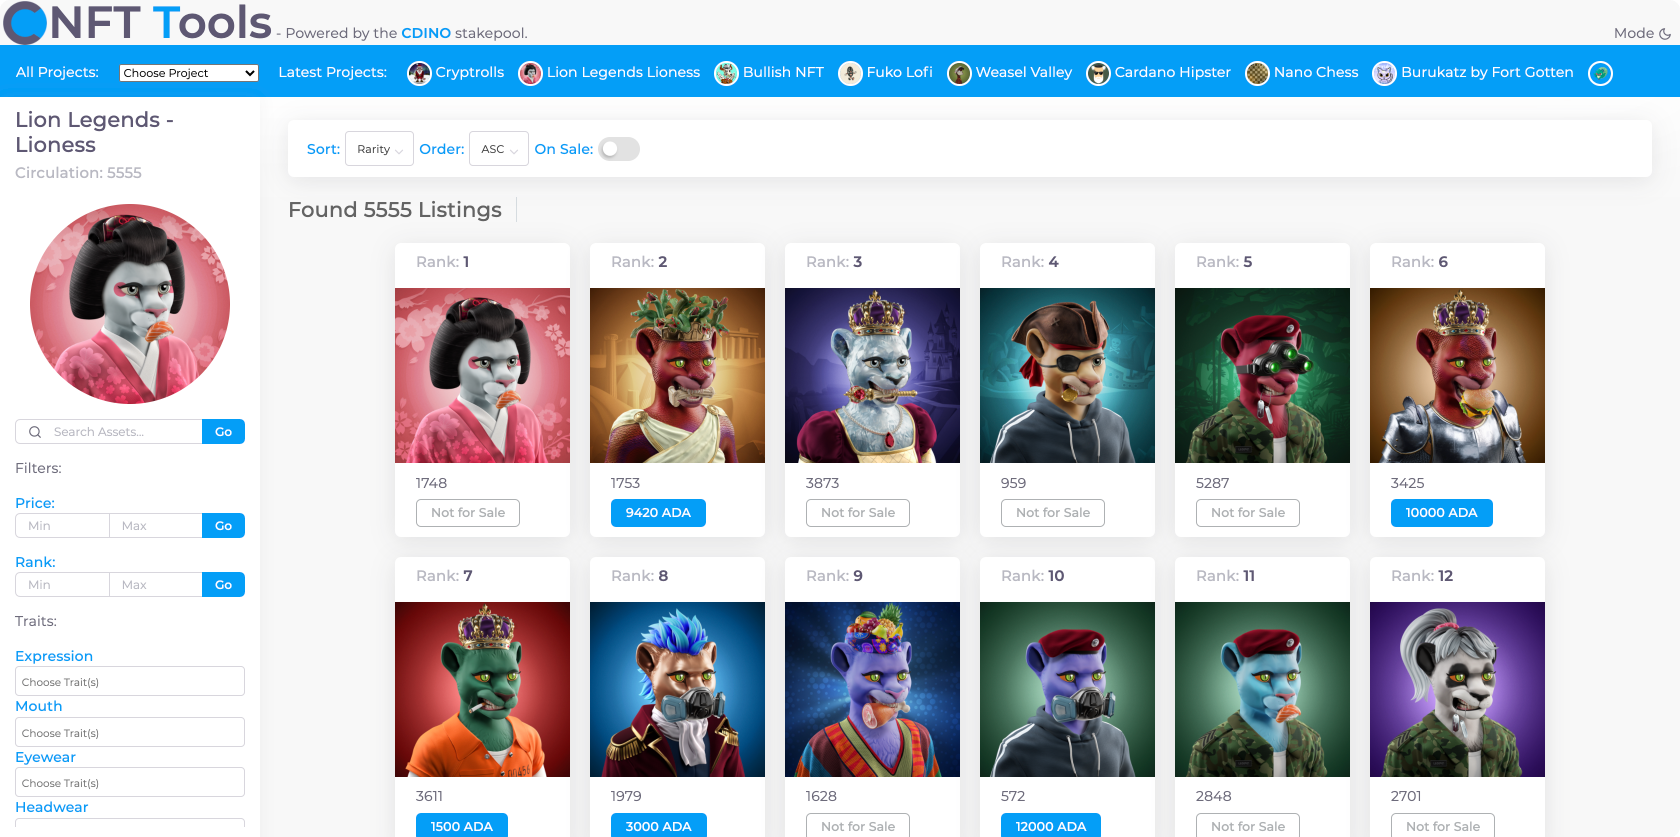 CNFT Tools - Powered by the CDINO stakepool.
Mode
All Projects: Choose Project Latest Projects: Cryptrolls Lion Legends Lioness Bullish NFT Fuko Lofi Weasel Valley Cardano Hipster Nano Chess Burukatz by Fort Gotten
Lion Legends -
Lioness
Circulation: 5555
Search Assets... Go
Filters:
Price:
Min Max Go
Rank:
Min Max Go
Traits:
Expression
Choose Trait(s)
Mouth
Choose Trait(s)
Eyewear
Choose Trait(s)
Headwear
Sort: Rarity Order: ASC On Sale:
Found 5555 Listings
Rank: 1 Rank: 2 Rank: 3 Rank: 4 Rank: 5 Rank: 6
1748 1753 3873 959 5287 3425
Not for Sale 9420 ADA Not for Sale Not for Sale Not for Sale 10000 ADA
Rank: 7 Rank: 8 Rank: 9 Rank: 10 Rank: 11 Rank: 12
3611 1979 1628 572 2848 2701
1500 ADA 3000 ADA Not for Sale 12000 ADA Not for Sale Not for Sale